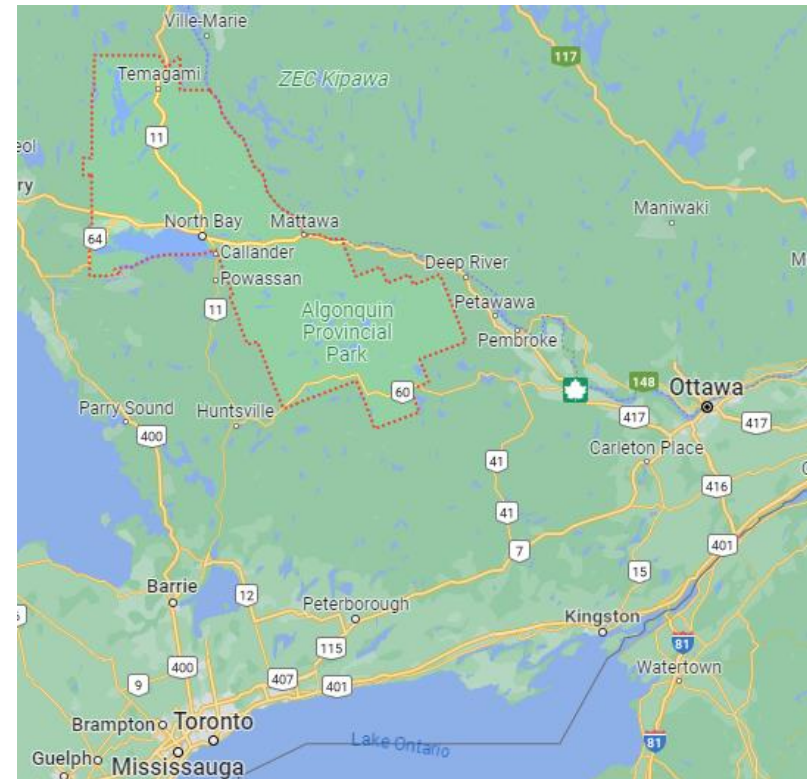 Ville-Marie
117
Temagami
ZEC Kipawa
11
eol
ry
Maniwaki
North Bay
Mattawa
64
Callander
M
Deep River
Powassan
11
Petawawa
Algonquin
Provincial
Park
Pembroke
148
Ottawa
60
Parry Sound
Huntsville
417
417
400
Carleton Place
41
416
41
401
7
15
Barrie
12
Peterborough
Kingston
115
81
400
Watertown
9
407
401
Brampton
Toronto
Lake Ontario
81
Guelph
Mississauga